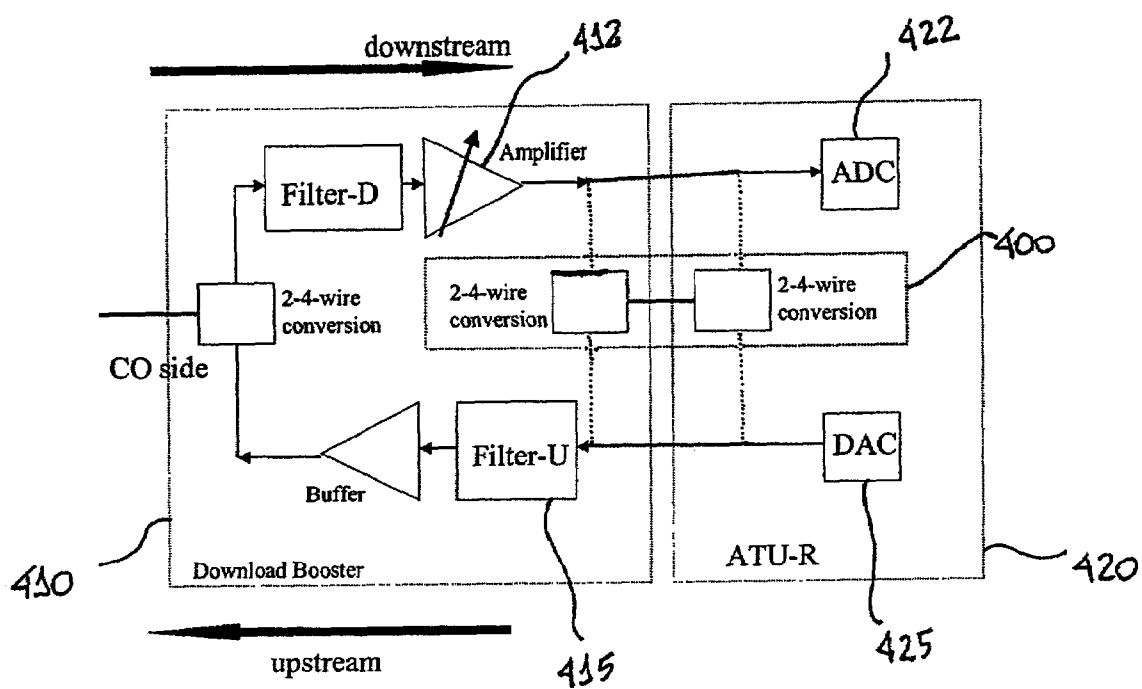 downstream
412
422
Filter-D
Amplifier
ADC
400
2-4-wire
conversion
2-4-wire
conversion
2-4-wire
conversion
CO side
Filter-U
Buffer
DAC
410
Download Booster
ATU-R
420
upstream
415
425